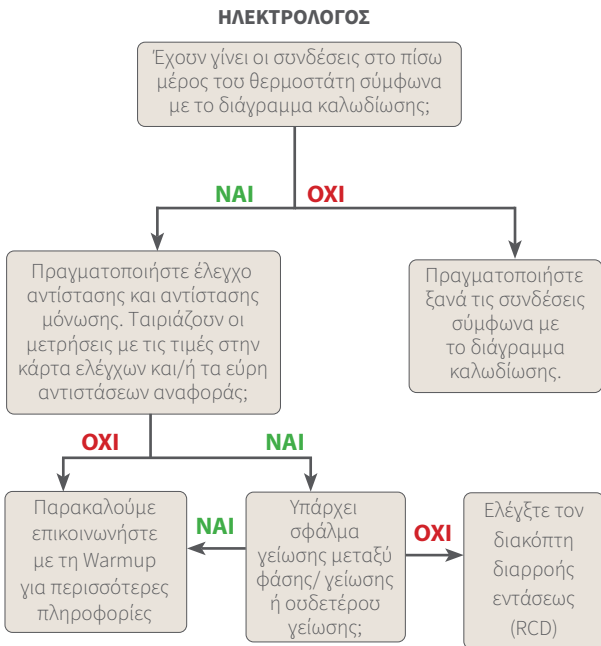 ΗΛΕΚΤΡΟΛΟΓΟΣ
Έχουν γίνει οι συνδέσεις στο πίσω
μέρος του θερμοστάτη σύμφωνα
με το διάγραμμα καλωδίωσης;
ΝΑΙ
ΟΧΙ
Πραγματοποιήστε έλεγχο
αντίστασης και αντίστασης
μόνωσης. Ταιριάζουν οι
μετρήσεις με τις τιμές στην
κάρτα ελέγχων και/ή τα εύρη
αντιστάσεων αναφοράς;
Πραγματοποιήστε
ξανά τις συνδέσεις
σύμφωνα με
το διάγραμμα
καλωδίωσης.
ΟΧΙ
ΝΑΙ
Παρακαλούμε
επικοινωνήστε
με τη Warmup
για περισσότερες
πληροφορίες
ΝΑΙ
Υπάρχει
σφάλμα
γείωσης μεταξύ
φάσης/ γείωσης
ή ουδετέρου
γείωσης;
ΟΧΙ
Ελέγξτε τον
διακόπτη
διαρροής
εντάσεως
(RCD)